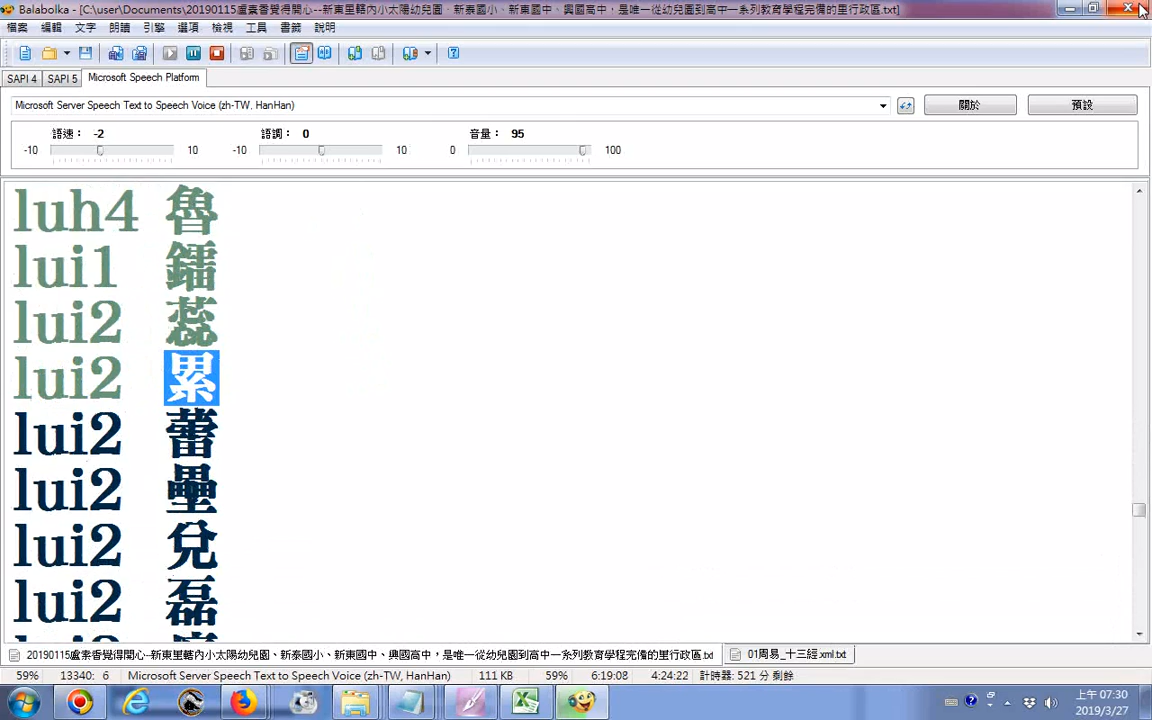 Balabolka - [C:\user\Documents\20190115盧素香覺得開心--新東里轄內小太陽幼兒園、新泰國小、新東國中、興國高中，是唯一從幼兒園到高中一系列教育學程完備的里行政區.txt]
檔案 編輯 文字 朗讀 引擎 選項 檢視 工具 書籤 說明
SAPI 4 SAPI 5 Microsoft Speech Platform
Microsoft Server Speech Text to Speech Voice (zh-TW, HanHan) 關於 預設
語速： -2 語調： 0 音量： 95
-10 10 -10 10 0 100
luh4 魯
lui1 鐳
lui2 蕊
lui2 累
lui2 蕾
lui2 壘
lui2 兌
lui2 磊
20190115盧素香覺得開心--新東里轄內小太陽幼兒園、新泰國小、新東國中、興國高中，是唯一從幼兒園到高中一系列教育學程完備的里行政區.txt 01周易_十三經.xml.txt
59% 13340: 6 Microsoft Server Speech Text to Speech Voice (zh-TW, HanHan) 111 KB 59% 6:19:08 4:24:22 計時器: 521 分 剩餘
上午 07:30
2019/3/27